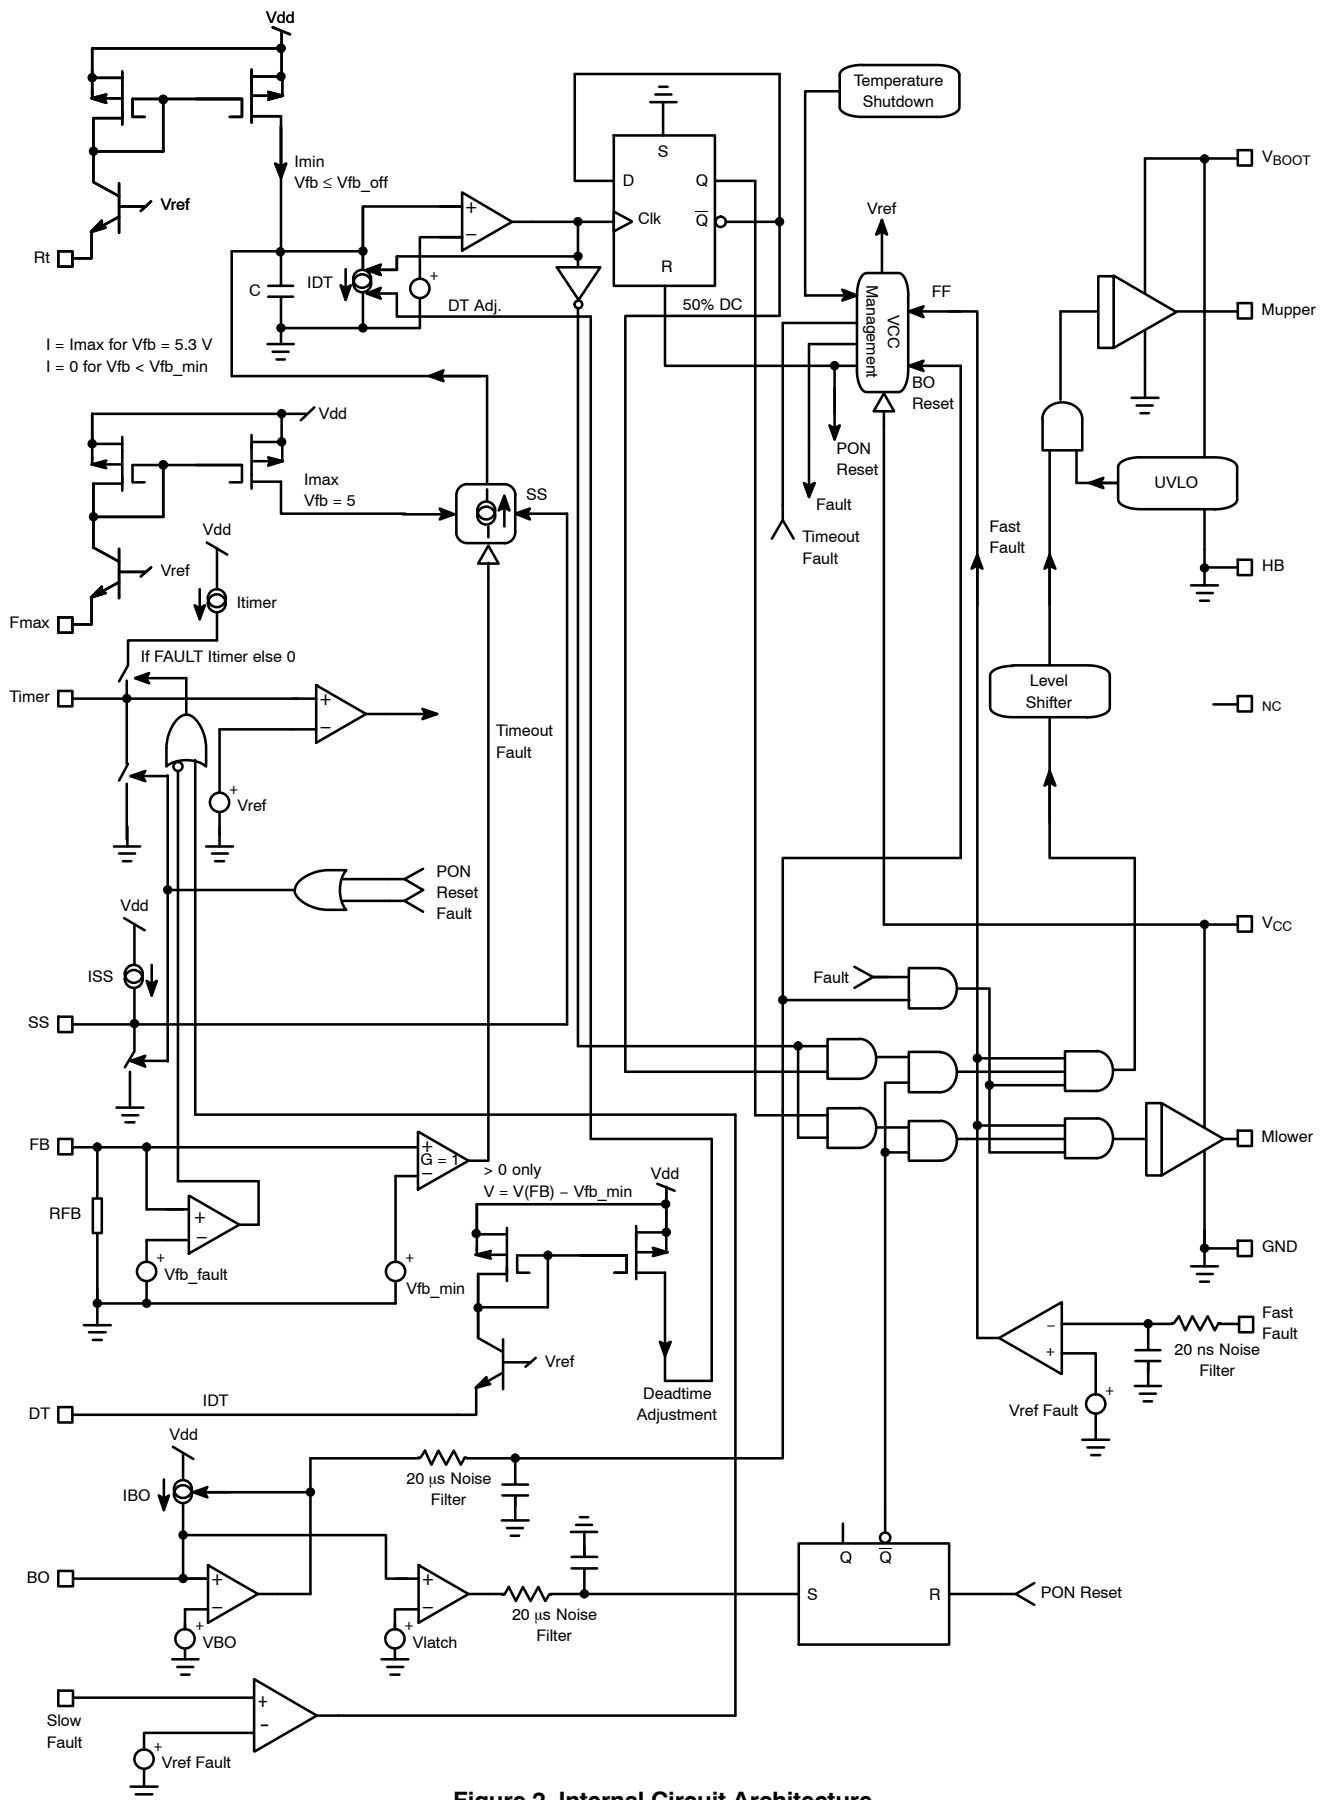 Vdd
Temperature
Shutdown
S
VBOOT
Imin
Vfb ≤ Vfb_off
D
Q
Vref
Vref
+
−
Clk
Q̅
Rt
R
FF
C
IDT
+
DT Adj.
50% DC
VCC
Management
Mupper
I = Imax for Vfb = 5.3 V
I = 0 for Vfb < Vfb_min
BO
Reset
Vdd
PON
Reset
Imax
Vfb = 5
SS
UVLO
Fault
Vdd
Timeout
Fault
Fast
Fault
Vref
HB
Itimer
Fmax
If FAULT Itimer else 0
Timer
+
−
Level
Shifter
NC
Timeout
Fault
+
Vref
PON
Reset
Fault
Vdd
VCC
ISS
Fault
SS
FB
+
G = 1
−
Mlower
> 0 only
V = V(FB) − Vfb_min
Vdd
RFB
+
−
GND
+
Vfb_fault
+
Vfb_min
Fast
Fault
−
+
20 ns Noise
Filter
Vref
Deadtime
Adjustment
IDT
DT
+
Vref Fault
Vdd
20 μs Noise
Filter
IBO
Q
Q̅
BO
+
−
+
−
S
R
PON Reset
20 μs Noise
Filter
+
VBO
+
Vlatch
+
−
Slow
Fault
+
Vref Fault
Figure 2. Internal Circuit Architecture